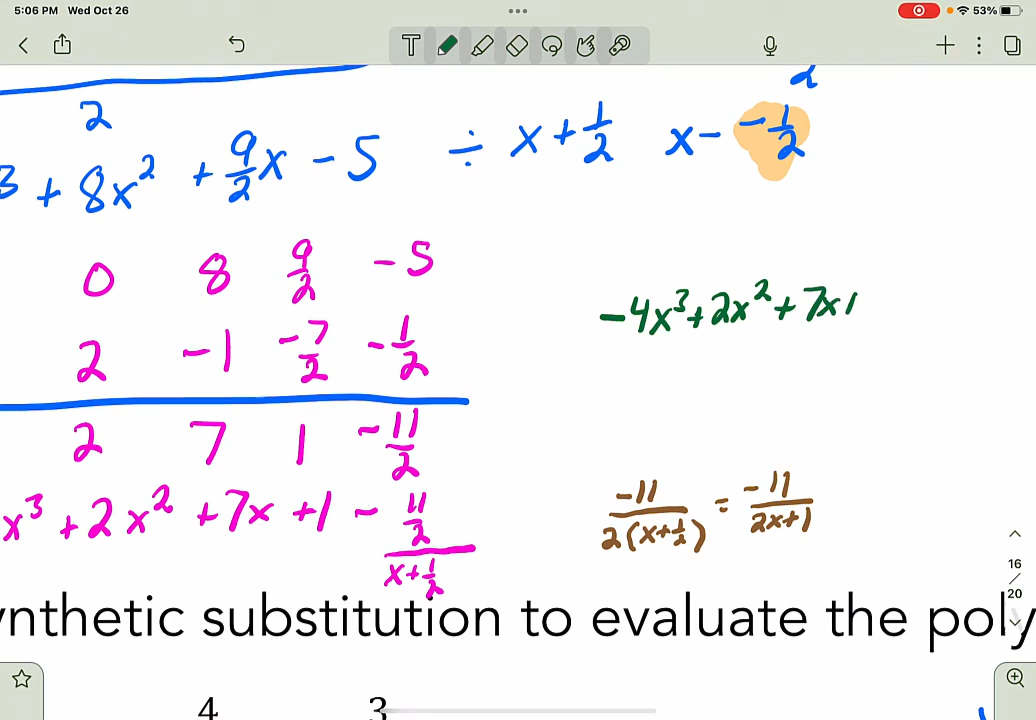 5:06 PM Wed Oct 26 53%
2 2
3 + 8x² + 9/2 x - 5 ÷ x + 1/2 x - -1/2
0 8 9/2 -5
-4x³ + 2x² + 7x
2 -1 -7/2 -1/2
2 7 1 -11/2
x³ + 2x² + 7x + 1 - 11/2/(x + 1/2)
-11/2(x + 1/2) = -11/(2x + 1)
16
/
20
ynthetic substitution to evaluate the poly
4 3